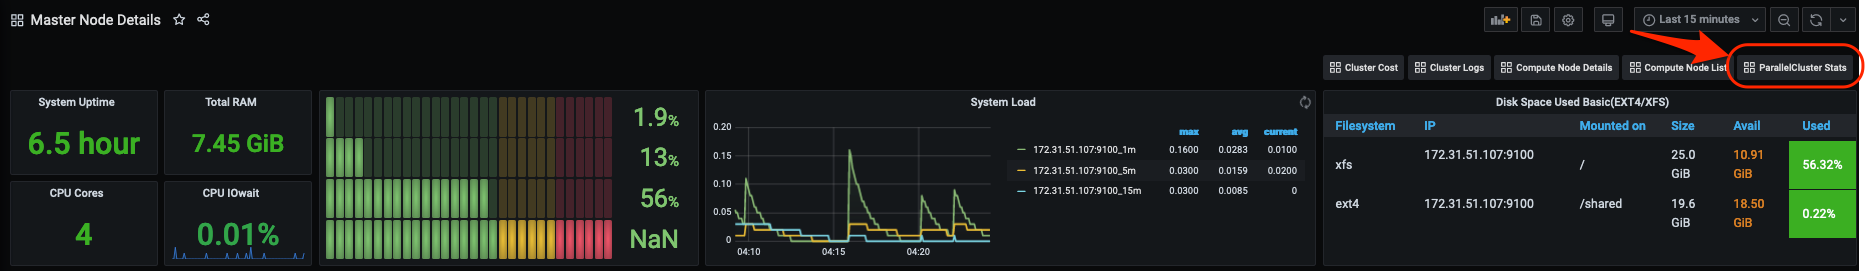 Master Node Details
Last 15 minutes
Cluster Cost
Cluster Logs
Compute Node Details
Compute Node List
ParallelCluster Stats
System Uptime
6.5 hour
Total RAM
7.45 GiB
CPU Cores
4
CPU IOwait
0.01%
1.9%
13%
56%
NaN
System Load
0.20
0.15
0.10
0.05
0
04:10
04:15
04:20
max avg current
172.31.51.107:9100_1m 0.1600 0.0283 0.0100
172.31.51.107:9100_5m 0.0300 0.0159 0.0200
172.31.51.107:9100_15m 0.0300 0.0085 0
Disk Space Used Basic(EXT4/XFS)
Filesystem IP Mounted on Size Avail Used
xfs 172.31.51.107:9100 / 25.0 GiB 10.91 GiB 56.32%
ext4 172.31.51.107:9100 /shared 19.6 GiB 18.50 GiB 0.22%